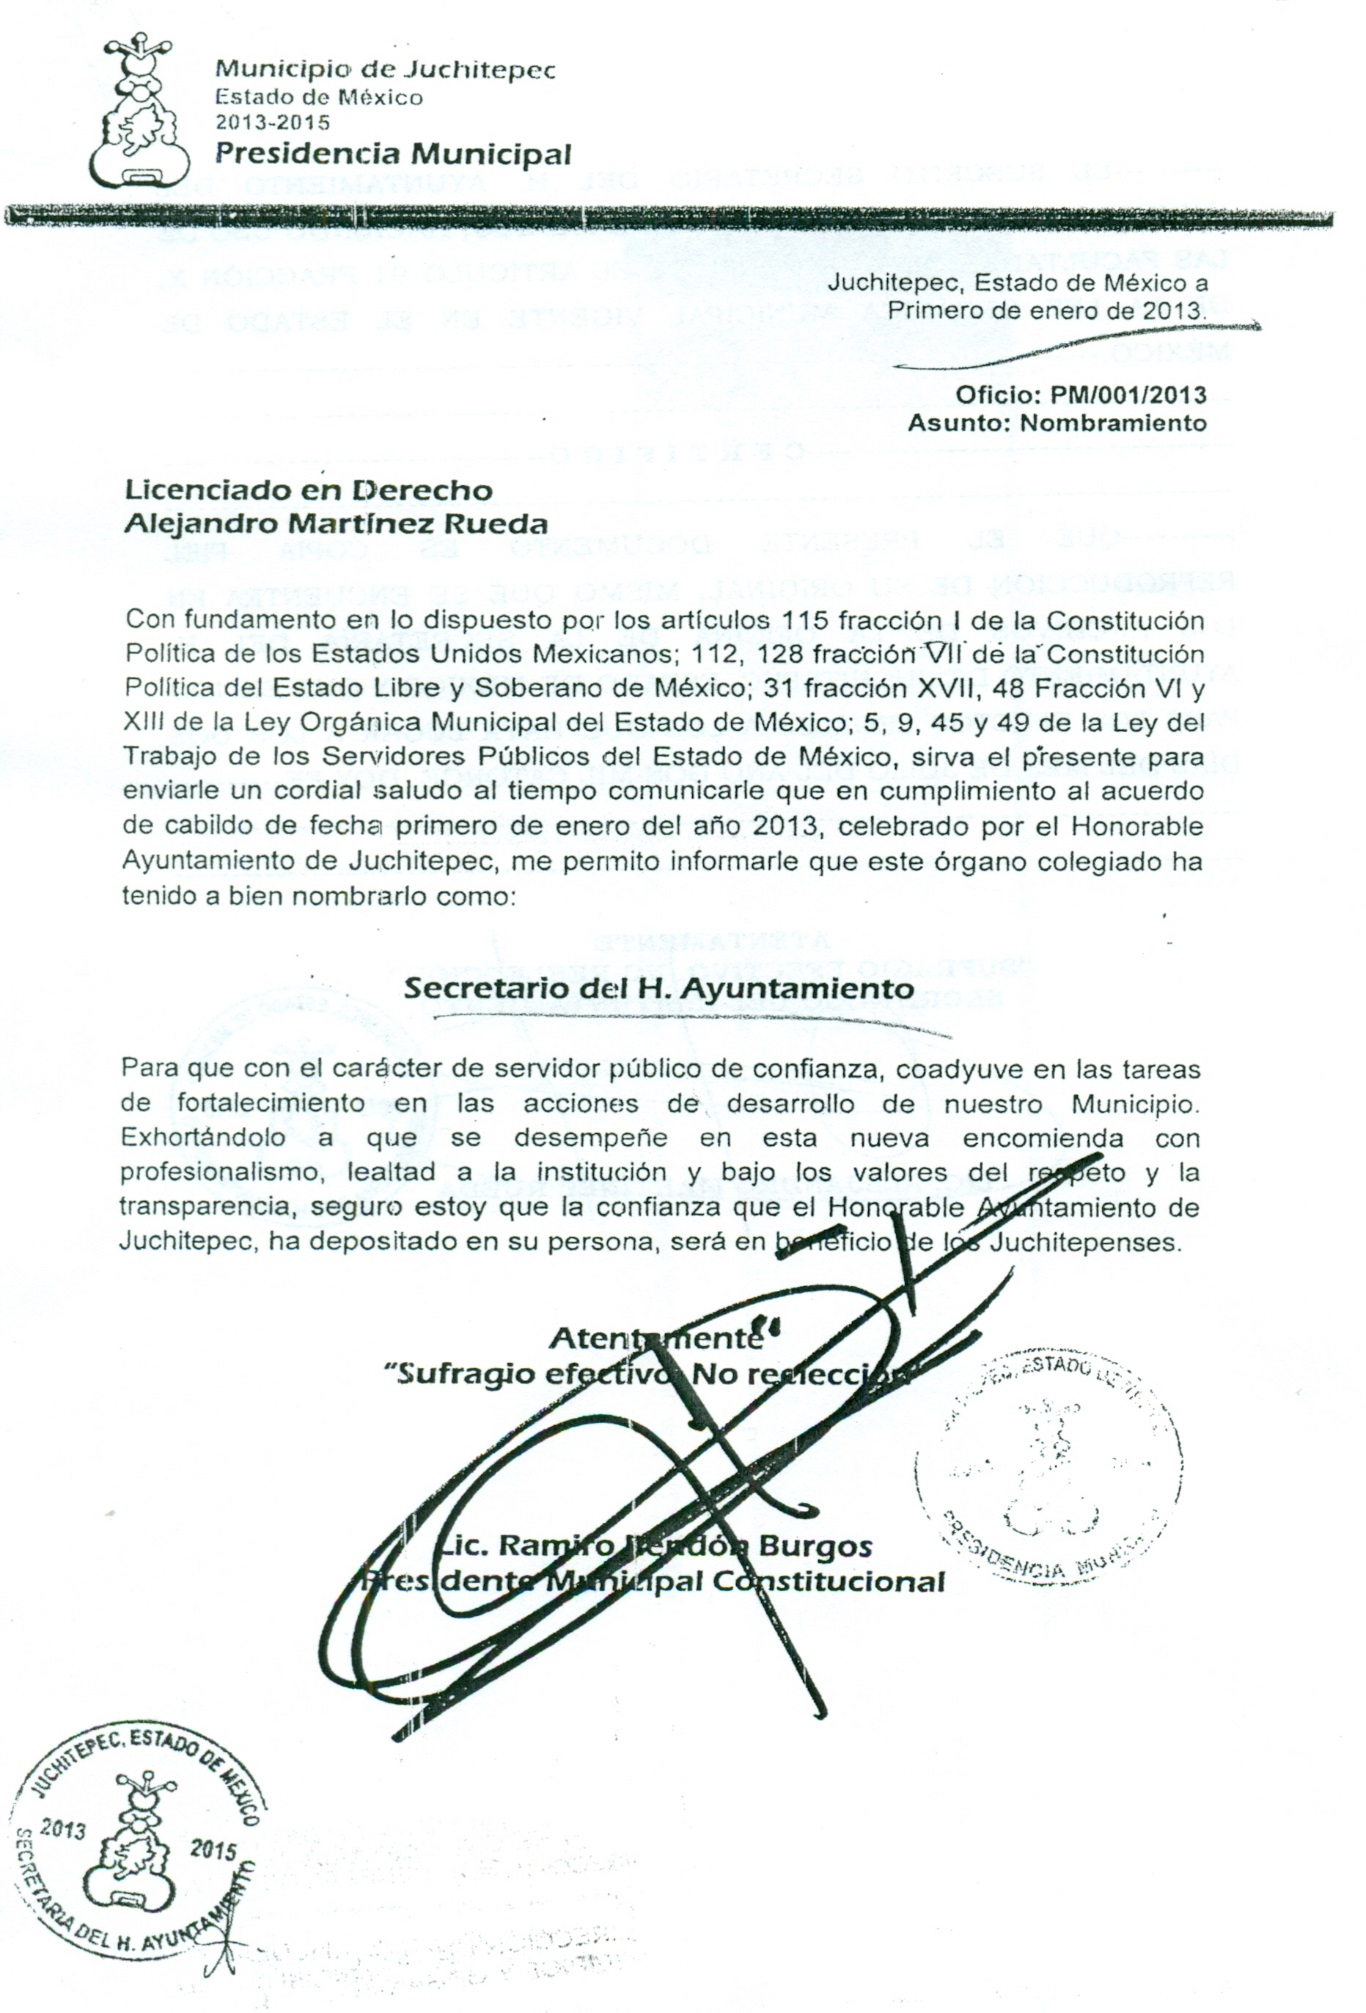 Municipio de Juchitepec
Estado de México
2013-2015
Presidencia Municipal
Juchitepec, Estado de México a
Primero de enero de 2013.
Oficio: PM/001/2013
Asunto: Nombramiento
Licenciado en Derecho
Alejandro Martínez Rueda
Con fundamento en lo dispuesto por los artículos 115 fracción I de la Constitución
Política de los Estados Unidos Mexicanos; 112, 128 fracción VII de la Constitución
Política del Estado Libre y Soberano de México; 31 fracción XVII, 48 Fracción VI y
XIII de la Ley Orgánica Municipal del Estado de México; 5, 9, 45 y 49 de la Ley del
Trabajo de los Servidores Públicos del Estado de México, sirva el presente para
enviarle un cordial saludo al tiempo comunicarle que en cumplimiento al acuerdo
de cabildo de fecha primero de enero del año 2013, celebrado por el Honorable
Ayuntamiento de Juchitepec, me permito informarle que este órgano colegiado ha
tenido a bien nombrarlo como:
Secretario del H. Ayuntamiento
Para que con el carácter de servidor público de confianza, coadyuve en las tareas
de fortalecimiento en las acciones de desarrollo de nuestro Municipio.
Exhortándolo a que se desempeñe en esta nueva encomienda con
profesionalismo, lealtad a la institución y bajo los valores del respeto y la
transparencia, seguro estoy que la confianza que el Honorable Ayuntamiento de
Juchitepec, ha depositado en su persona, será en beneficio de los Juchitepenses.
Atentamente
"Sufragio efectivo, No reelección"
Lic. Ramiro Rendón Burgos
Presidente Municipal Constitucional
ESTADO DE
PRESIDENCIA
JUCHITEPEC, ESTADO DE MEXICO
2013
2015
SECRETARIA DEL H. AYUNTAMIENTO